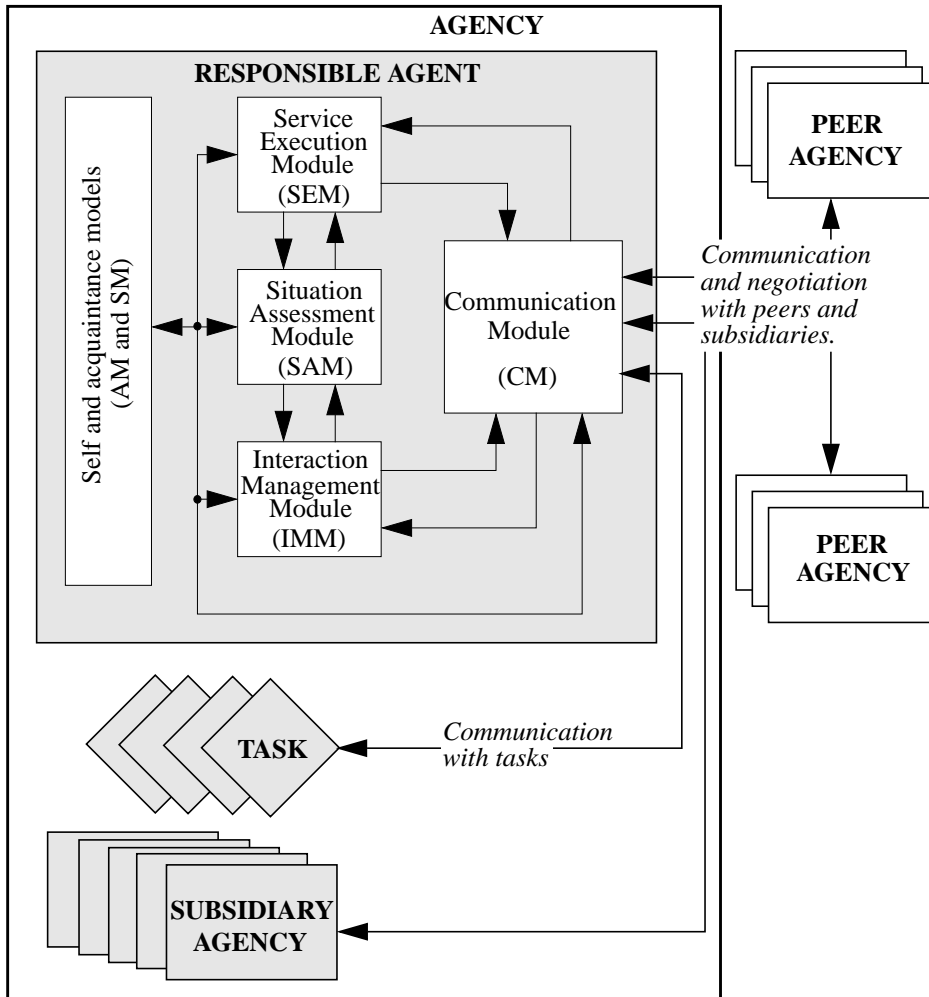 AGENCY
RESPONSIBLE AGENT
Self and acquaintance models
(AM and SM)
Service
Execution
Module
(SEM)
Situation
Assessment
Module
(SAM)
Interaction
Management
Module
(IMM)
Communication
Module
(CM)
PEER
AGENCY
Communication
and negotiation
with peers and
subsidiaries.
PEER
AGENCY
TASK
Communication
with tasks
SUBSIDIARY
AGENCY